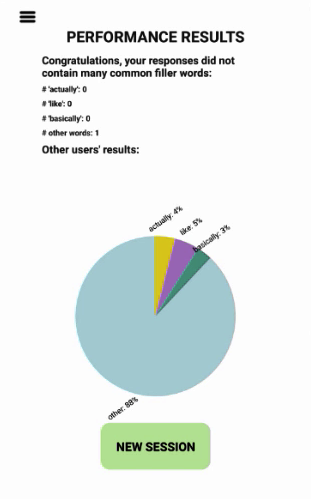 PERFORMANCE RESULTS
Congratulations, your responses did not
contain many common filler words:
# 'actually': 0
# 'like': 0
# 'basically': 0
# other words: 1
Other users' results:
actually: 4%
like: 5%
basically: 3%
other: 88%
NEW SESSION